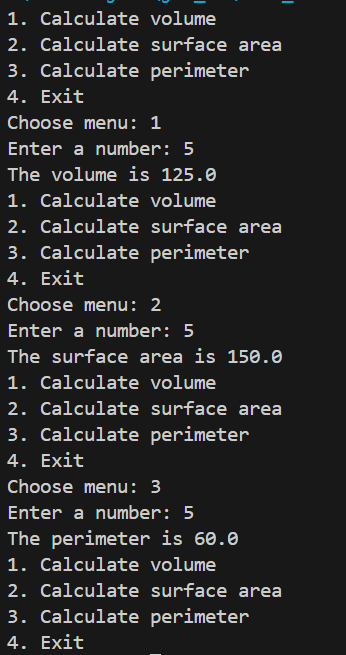 1. Calculate volume
2. Calculate surface area
3. Calculate perimeter
4. Exit
Choose menu: 1
Enter a number: 5
The volume is 125.0
1. Calculate volume
2. Calculate surface area
3. Calculate perimeter
4. Exit
Choose menu: 2
Enter a number: 5
The surface area is 150.0
1. Calculate volume
2. Calculate surface area
3. Calculate perimeter
4. Exit
Choose menu: 3
Enter a number: 5
The perimeter is 60.0
1. Calculate volume
2. Calculate surface area
3. Calculate perimeter
4. Exit